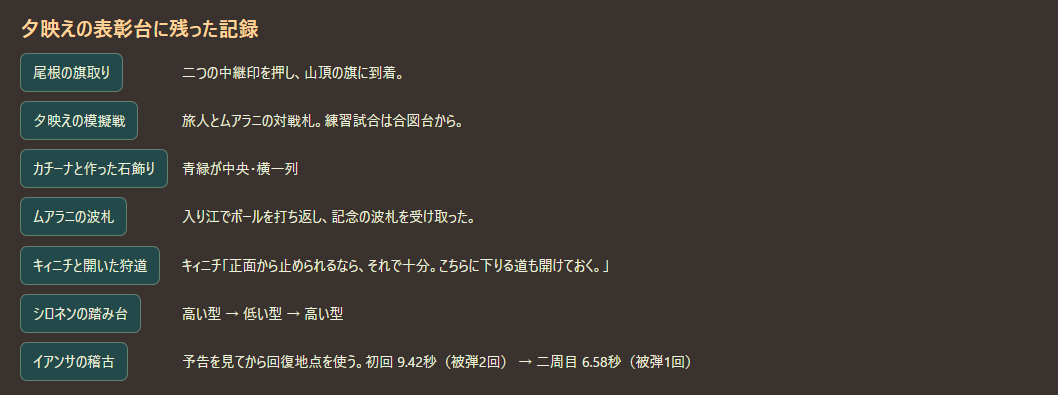 夕映えの表彰台に残った記録
尾根の旗取り 二つの中継印を押し、山頂の旗に到着。
夕映えの模擬戦 旅人とムアラニの対戦札。練習試合は合図台から。
カチーナと作った石飾り 青緑が中央・横一列
ムアラニの波札 入り江でボールを打ち返し、記念の波札を受け取った。
キィニチと開いた狩道 キィニチ「正面から止められるなら、それで十分。こちらに下りる道も開けておく。」
シロネンの踏み台 高い型 → 低い型 → 高い型
イアンサの稽古 予告を見てから回復地点を使う。初回 9.42秒（被弾2回） → 二周目 6.58秒（被弾1回）